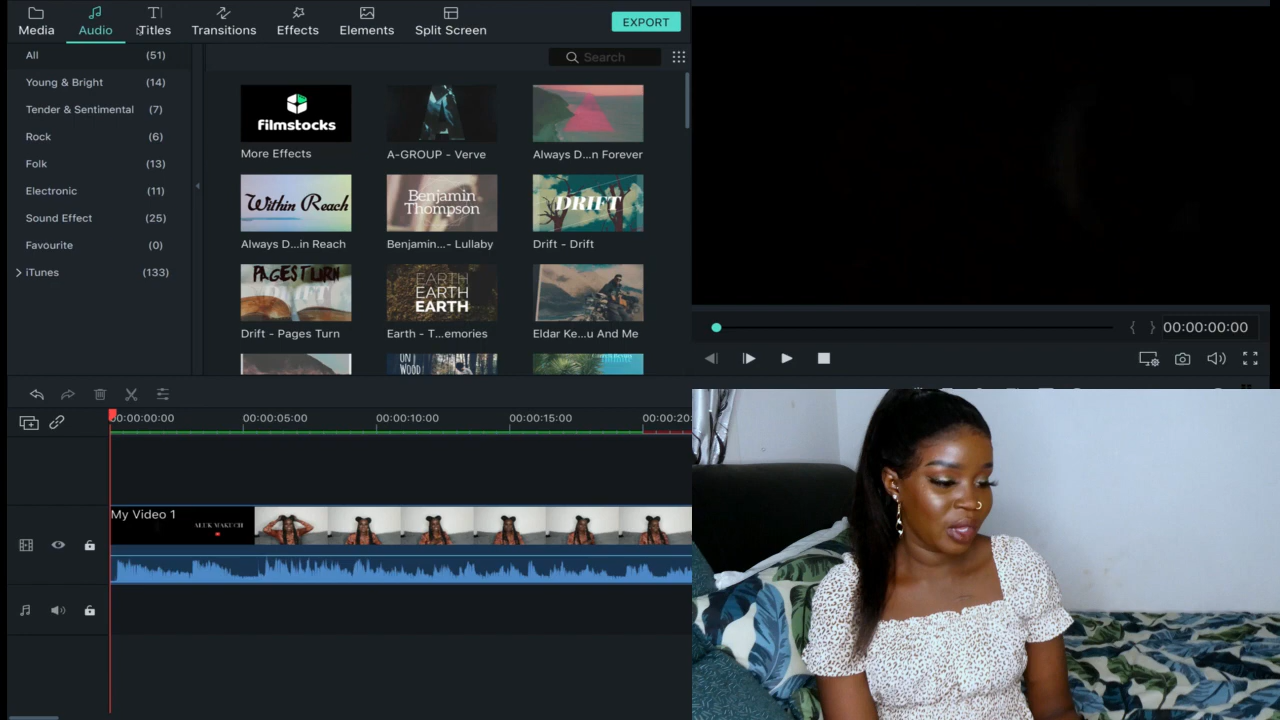 Media
Audio
Titles
Transitions
Effects
Elements
Split Screen
EXPORT
All (51)
Young & Bright (14)
Tender & Sentimental (7)
Rock (6)
Folk (13)
Electronic (11)
Sound Effect (25)
Favourite (0)
iTunes (133)
Search
filmstocks
More Effects
A-GROUP - Verve
Always D...n Forever
Within Reach
Always D...in Reach
Benjamin
Thompson
Benjamin...- Lullaby
DRIFT
Drift - Drift
PAGES TURN
DRIFT
Drift - Pages Turn
EARTH
EARTH
EARTH
Earth - T...emories
Eldar Ke...u And Me
ON
WOOD
{ } 00:00:00:00
00:00:00:00
00:00:05:00
00:00:10:00
00:00:15:00
00:00:20:
My Video 1